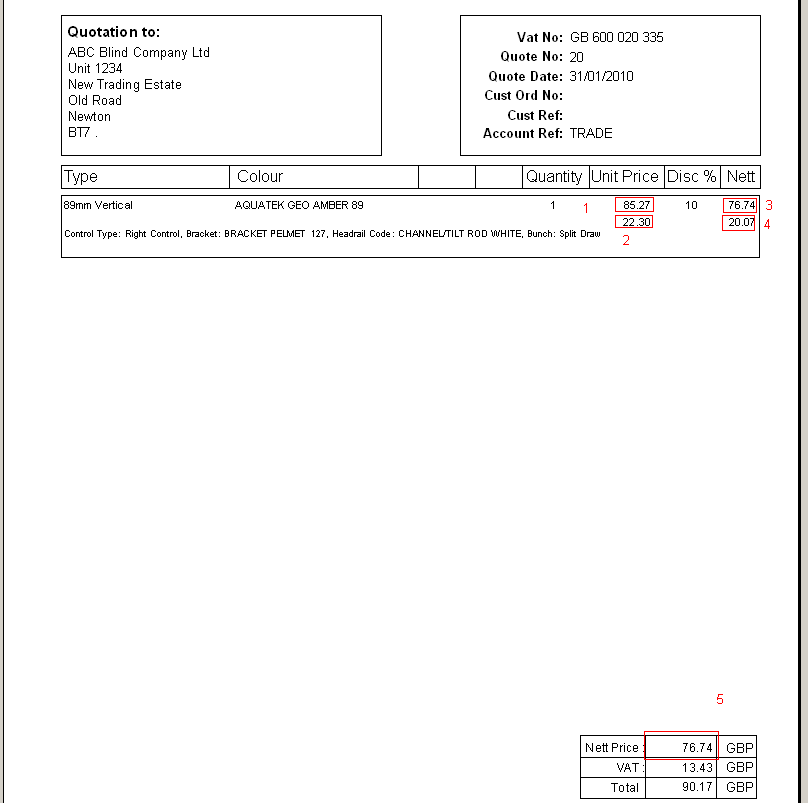 Quotation to:
ABC Blind Company Ltd
Unit 1234
New Trading Estate
Old Road
Newton
BT7 .
Vat No: GB 600 020 335
Quote No: 20
Quote Date: 31/01/2010
Cust Ord No:
Cust Ref:
Account Ref: TRADE
Type Colour Quantity Unit Price Disc % Nett
89mm Vertical AQUATEK GEO AMBER 89 1 1 85.27 10 76.74 3
22.30 20.07 4
Control Type: Right Control, Bracket: BRACKET PELMET 127, Headrail Code: CHANNEL/TILT ROD WHITE, Bunch: Split Draw
2
5
Nett Price : 76.74 GBP
VAT : 13.43 GBP
Total 90.17 GBP